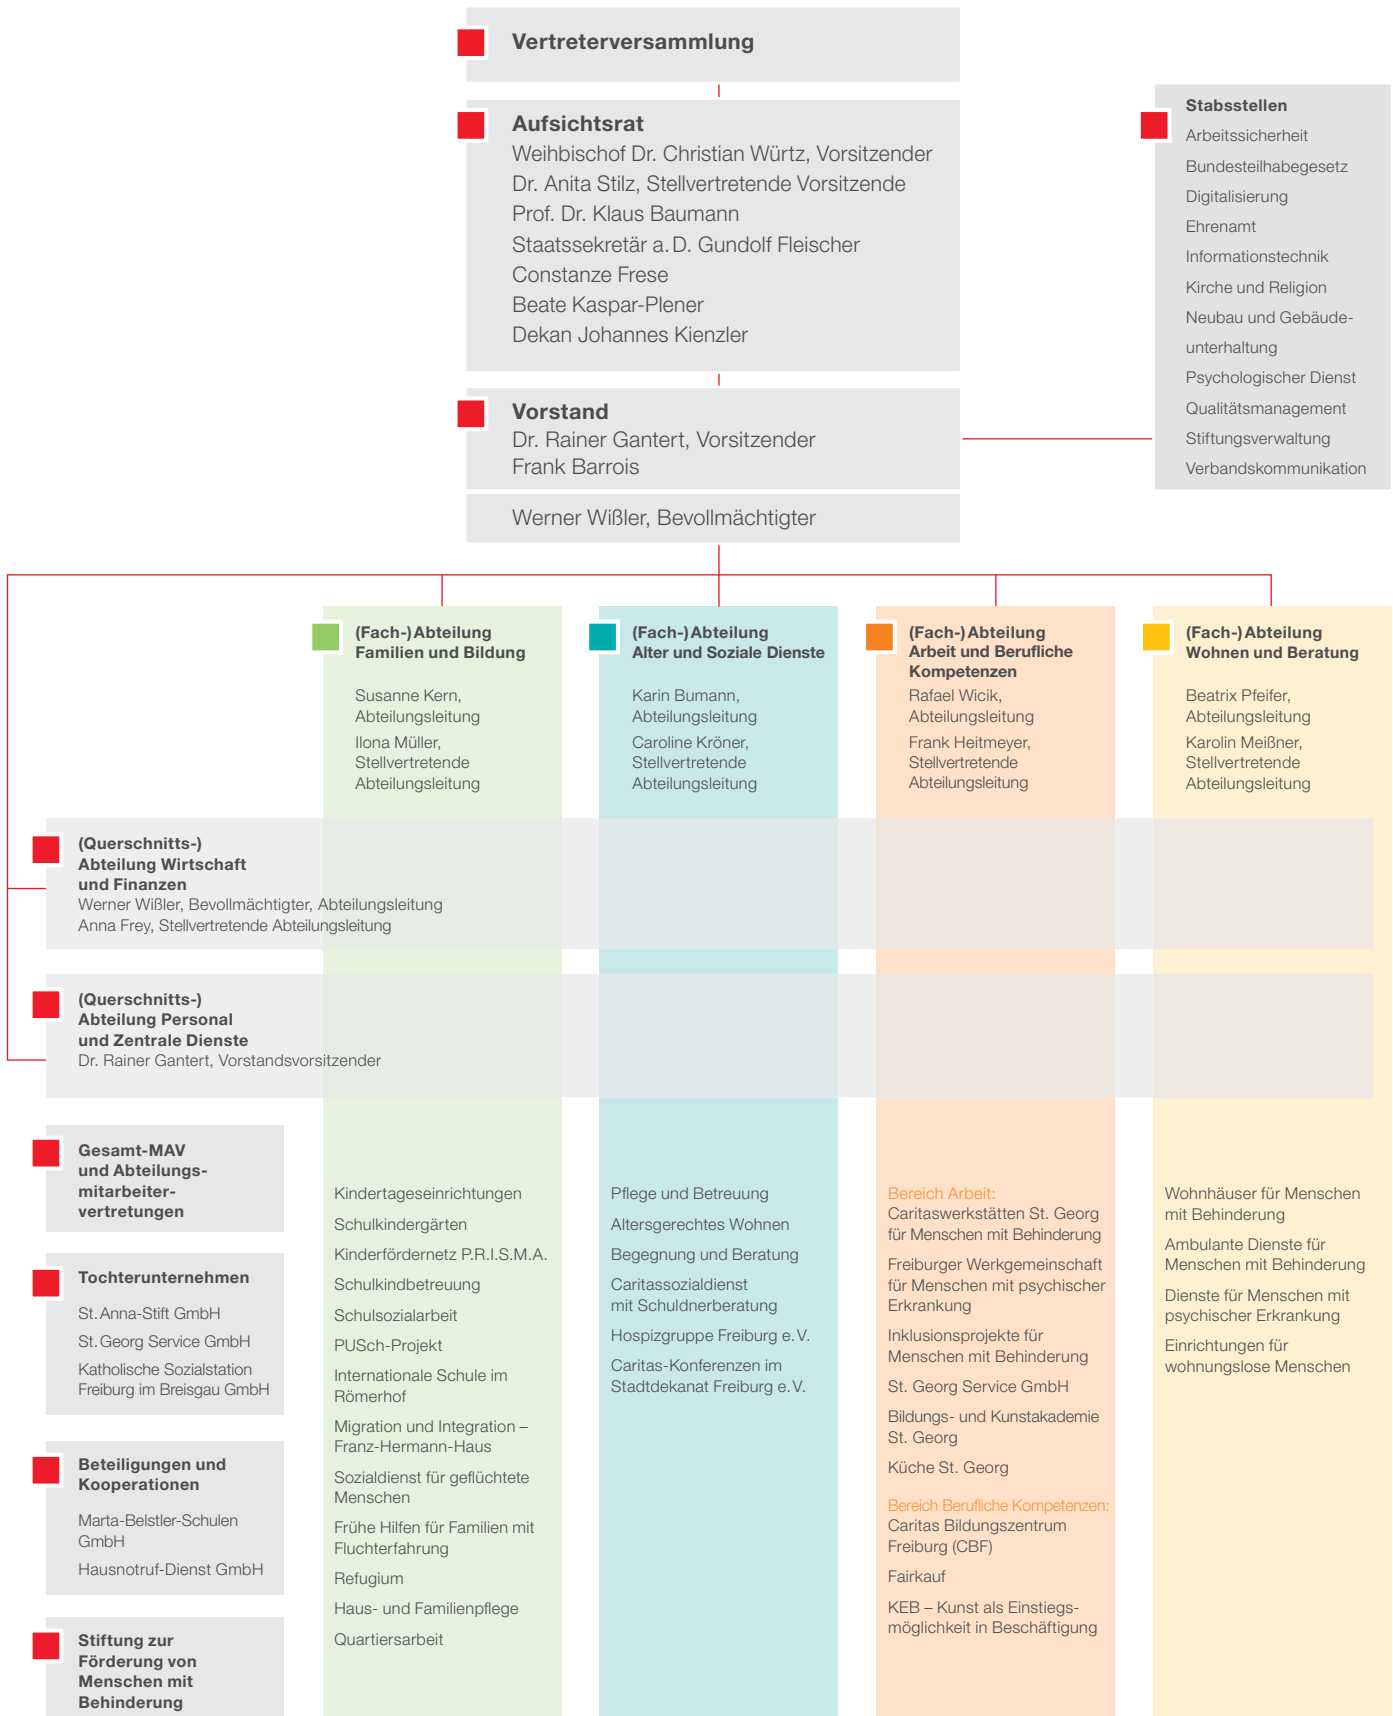 Vertreterversammlung
Aufsichtsrat
Weihbischof Dr. Christian Würtz, Vorsitzender
Dr. Anita Stilz, Stellvertretende Vorsitzende
Prof. Dr. Klaus Baumann
Staatssekretär a. D. Gundolf Fleischer
Constanze Frese
Beate Kaspar-Plener
Dekan Johannes Kienzler
Vorstand
Dr. Rainer Gantert, Vorsitzender
Frank Barrois
Werner Wißler, Bevollmächtigter
Stabsstellen
Arbeitssicherheit
Bundesteilhabegesetz
Digitalisierung
Ehrenamt
Informationstechnik
Kirche und Religion
Neubau und Gebäude-
unterhaltung
Psychologischer Dienst
Qualitätsmanagement
Stiftungsverwaltung
Verbandskommunikation
(Fach-) Abteilung
Familien und Bildung
Susanne Kern,
Abteilungsleitung
Ilona Müller,
Stellvertretende
Abteilungsleitung
(Fach-) Abteilung
Alter und Soziale Dienste
Karin Bumann,
Abteilungsleitung
Caroline Kröner,
Stellvertretende
Abteilungsleitung
(Fach-) Abteilung
Arbeit und Berufliche
Kompetenzen
Rafael Wicik,
Abteilungsleitung
Frank Heitmeyer,
Stellvertretende
Abteilungsleitung
(Fach-) Abteilung
Wohnen und Beratung
Beatrix Pfeifer,
Abteilungsleitung
Karolin Meißner,
Stellvertretende
Abteilungsleitung
(Querschnitts-)
Abteilung Wirtschaft
und Finanzen
Werner Wißler, Bevollmächtigter, Abteilungsleitung
Anna Frey, Stellvertretende Abteilungsleitung
(Querschnitts-)
Abteilung Personal
und Zentrale Dienste
Dr. Rainer Gantert, Vorstandsvorsitzender
Gesamt-MAV
und Abteilungs-
mitarbeiter-
vertretungen
Tochterunternehmen
St. Anna-Stift GmbH
St. Georg Service GmbH
Katholische Sozialstation
Freiburg im Breisgau GmbH
Beteiligungen und
Kooperationen
Marta-Belstler-Schulen
GmbH
Hausnotruf-Dienst GmbH
Stiftung zur
Förderung von
Menschen mit
Behinderung
Kindertageseinrichtungen
Schulkindergärten
Kinderfördernetz P.R.I.S.M.A.
Schulkindbetreuung
Schulsozialarbeit
PUSch-Projekt
Internationale Schule im
Römerhof
Migration und Integration –
Franz-Hermann-Haus
Sozialdienst für geflüchtete
Menschen
Frühe Hilfen für Familien mit
Fluchterfahrung
Refugium
Haus- und Familienpflege
Quartiersarbeit
Pflege und Betreuung
Altersgerechtes Wohnen
Begegnung und Beratung
Caritassozialdienst
mit Schuldnerberatung
Hospizgruppe Freiburg e. V.
Caritas-Konferenzen im
Stadtdekanat Freiburg e. V.
Bereich Arbeit:
Caritaswerkstätten St. Georg
für Menschen mit Behinderung
Freiburger Werkgemeinschaft
für Menschen mit psychischer
Erkrankung
Inklusionsprojekte für
Menschen mit Behinderung
St. Georg Service GmbH
Bildungs- und Kunstakademie
St. Georg
Küche St. Georg
Bereich Berufliche Kompetenzen:
Caritas Bildungszentrum
Freiburg (CBF)
Fairkauf
KEB – Kunst als Einstiegs-
möglichkeit in Beschäftigung
Wohnhäuser für Menschen
mit Behinderung
Ambulante Dienste für
Menschen mit Behinderung
Dienste für Menschen mit
psychischer Erkrankung
Einrichtungen für
wohnungslose Menschen